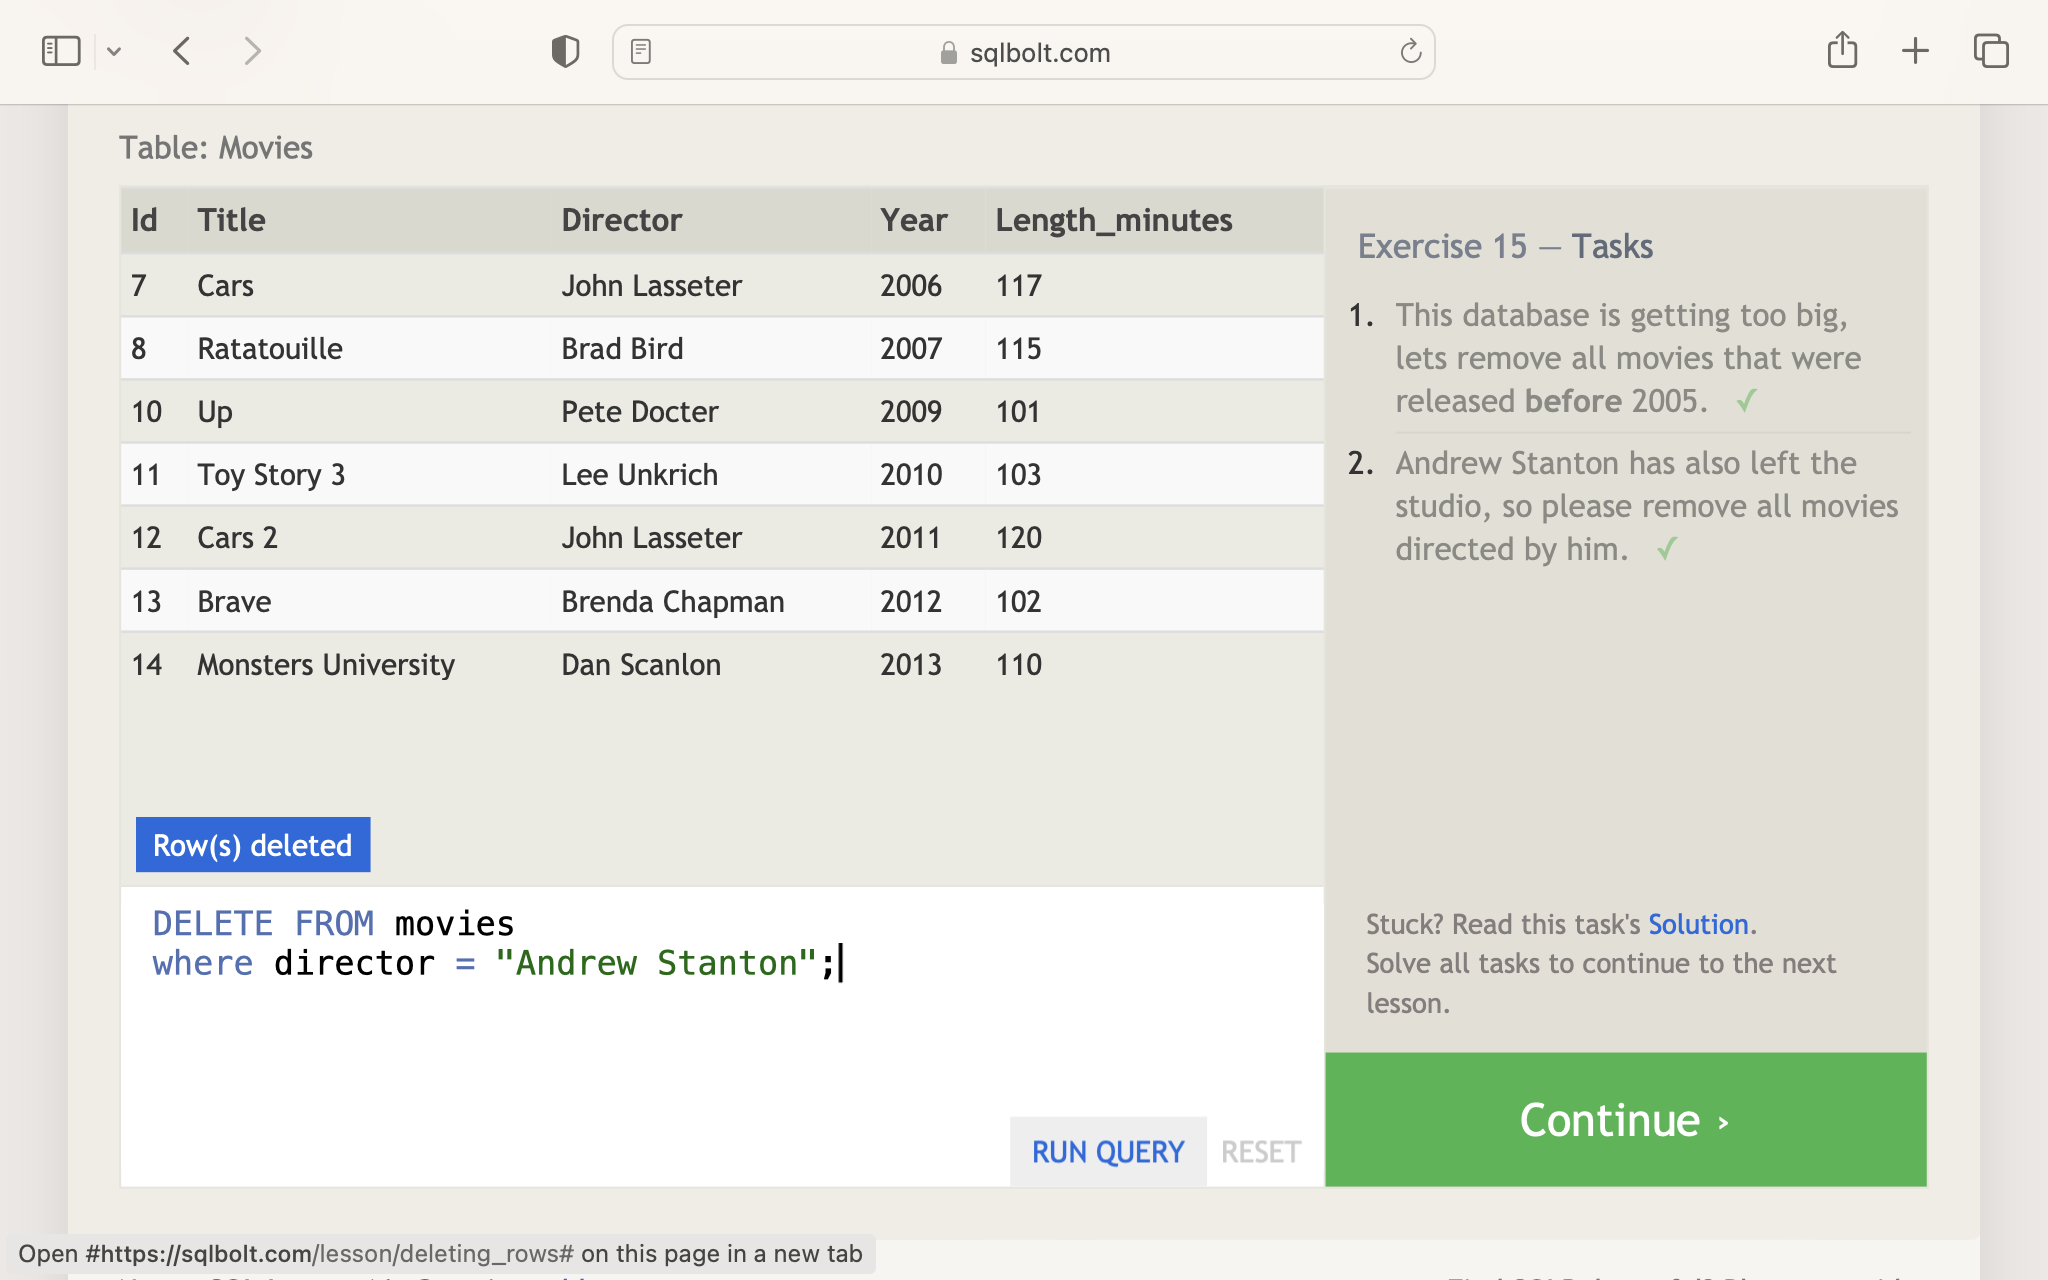 sqlbolt.com
Table: Movies
Id Title Director Year Length_minutes
7 Cars John Lasseter 2006 117
8 Ratatouille Brad Bird 2007 115
10 Up Pete Docter 2009 101
11 Toy Story 3 Lee Unkrich 2010 103
12 Cars 2 John Lasseter 2011 120
13 Brave Brenda Chapman 2012 102
14 Monsters University Dan Scanlon 2013 110
Row(s) deleted
DELETE FROM movies
where director = "Andrew Stanton";
RUN QUERY RESET
Exercise 15 — Tasks
1. This database is getting too big,
lets remove all movies that were
released before 2005. ✓
2. Andrew Stanton has also left the
studio, so please remove all movies
directed by him. ✓
Stuck? Read this task's Solution.
Solve all tasks to continue to the next
lesson.
Continue ›
Open #https://sqlbolt.com/lesson/deleting_rows# on this page in a new tab